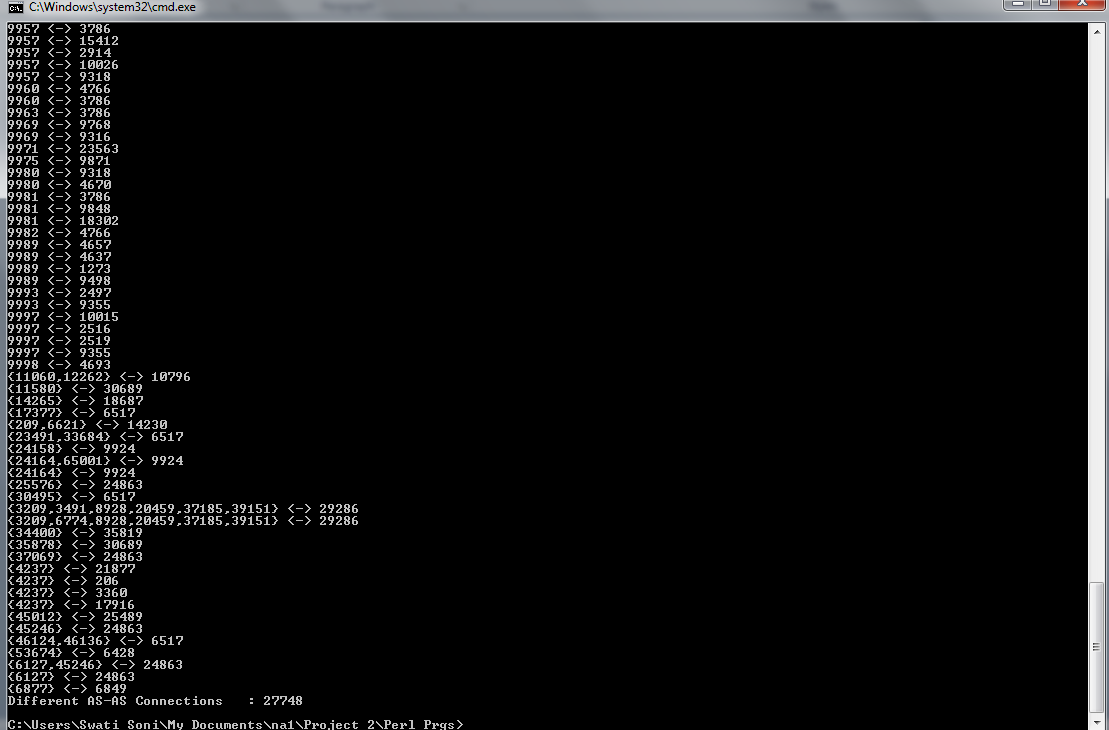 C:\Windows\system32\cmd.exe
9957 <-> 3786
9957 <-> 15412
9957 <-> 2914
9957 <-> 10026
9957 <-> 9318
9960 <-> 4766
9960 <-> 3786
9963 <-> 3786
9969 <-> 9768
9969 <-> 9316
9971 <-> 23563
9975 <-> 9871
9980 <-> 9318
9980 <-> 4670
9981 <-> 3786
9981 <-> 9848
9981 <-> 18302
9982 <-> 4766
9989 <-> 4657
9989 <-> 4637
9989 <-> 1273
9989 <-> 9498
9993 <-> 2497
9993 <-> 9355
9997 <-> 10015
9997 <-> 2516
9997 <-> 2519
9997 <-> 9355
9998 <-> 4693
{11060,12262} <-> 10796
{11580} <-> 30689
{14265} <-> 18687
{17377} <-> 6517
{209,6621} <-> 14230
{23491,33684} <-> 6517
{24158} <-> 9924
{24164,65001} <-> 9924
{24164} <-> 9924
{25576} <-> 24863
{30495} <-> 6517
{3209,3491,8928,20459,37185,39151} <-> 29286
{3209,6774,8928,20459,37185,39151} <-> 29286
{34400} <-> 35819
{35878} <-> 30689
{37069} <-> 24863
{4237} <-> 21877
{4237} <-> 206
{4237} <-> 3360
{4237} <-> 17916
{45012} <-> 25489
{45246} <-> 24863
{46124,46136} <-> 6517
{53674} <-> 6428
{6127,45246} <-> 24863
{6127} <-> 24863
{6877} <-> 6849
Different AS-AS Connections   : 27748
C:\Users\Swati Soni\My Documents\na1\Project 2\Perl Prgs>